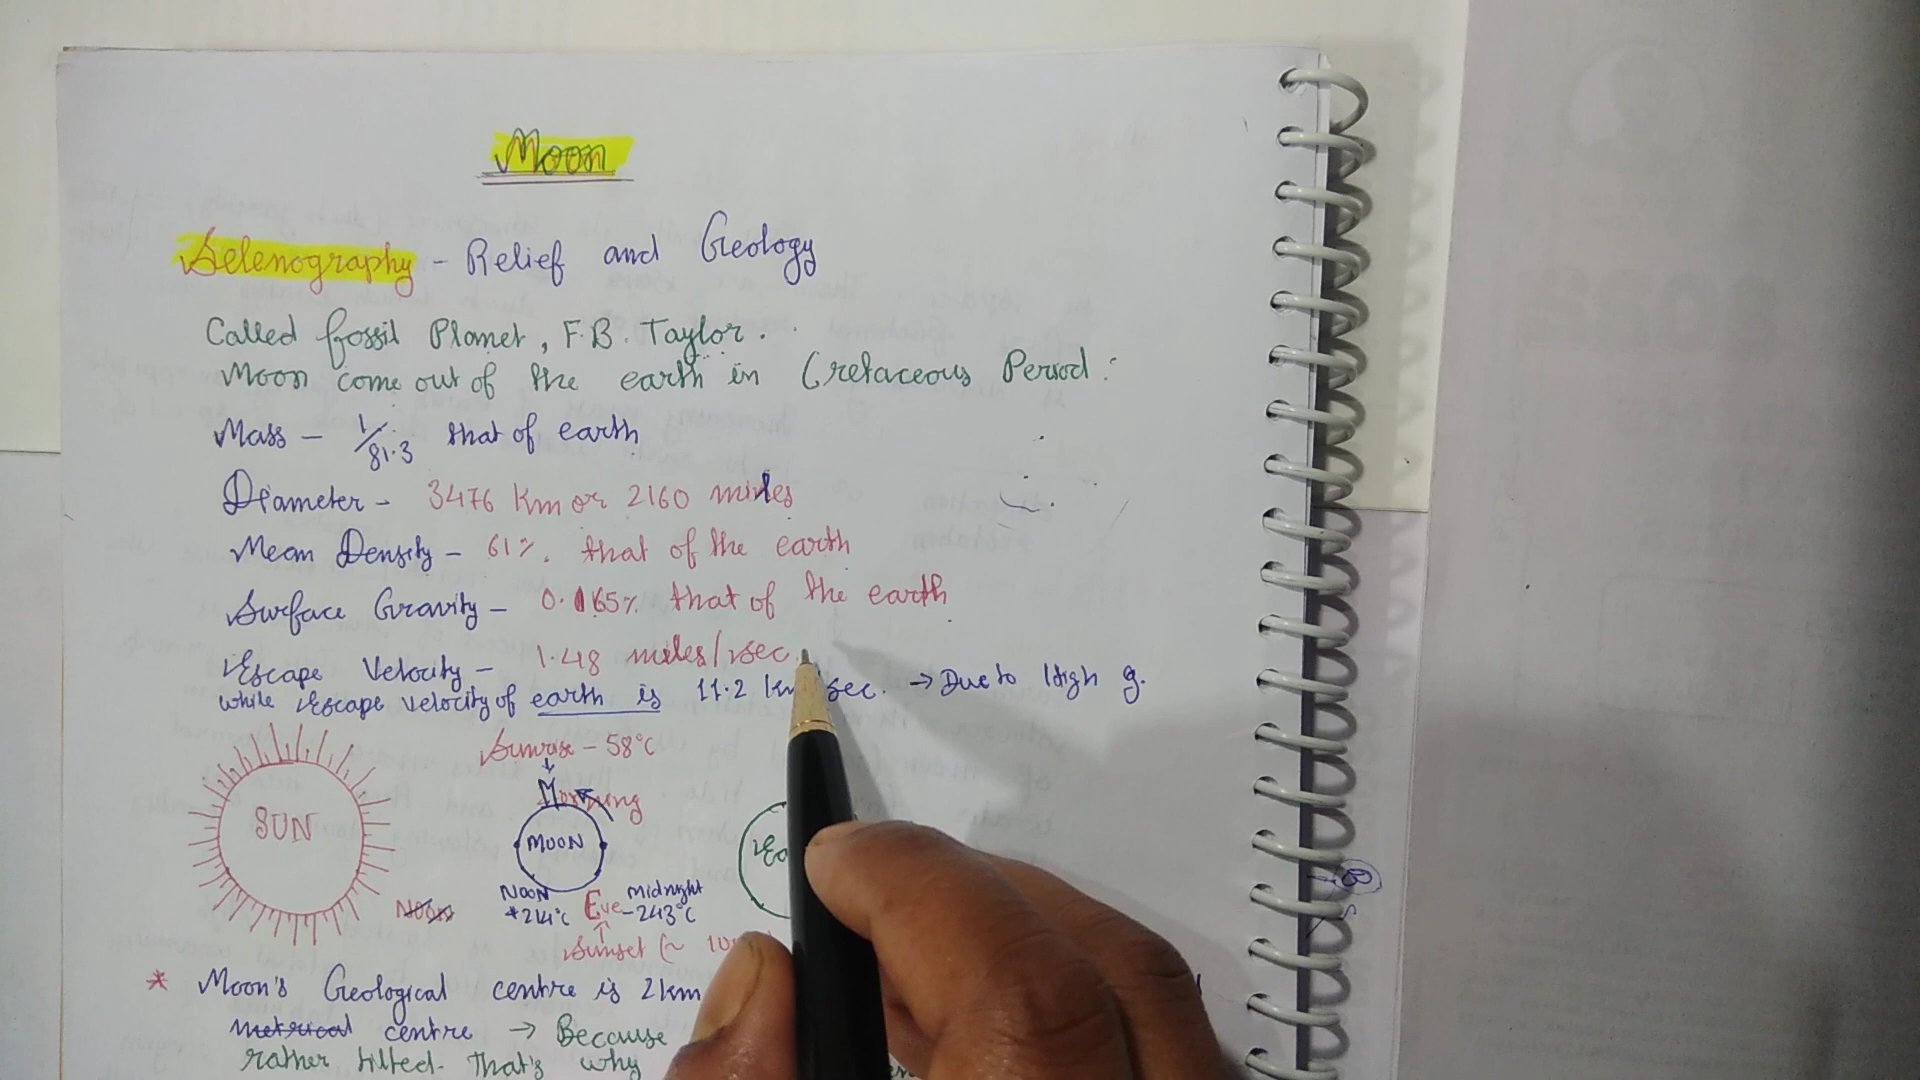 Moon
Selenography - Relief and Geology
Called fossil Planet, F.B. Taylor.
Moon come out of the earth in Cretaceous Period.
Mass - 1/81.3 that of earth
Diameter - 3476 Km or 2160 miles
Mean Density - 61%. that of the earth
Surface Gravity - 0.165% that of the earth
Escape Velocity - 1.48 miles/sec.
while Escape velocity of earth is 11.2 km/sec. → Due to High g.
Sunrise - 58°C
Morning
SUN
MOON
Noon
NOON
+214°C
Eve
Midnight
-243°C
Sunset (~
* Moon's Geological centre is 2km
metrical centre → Because
rather tilted. that's why